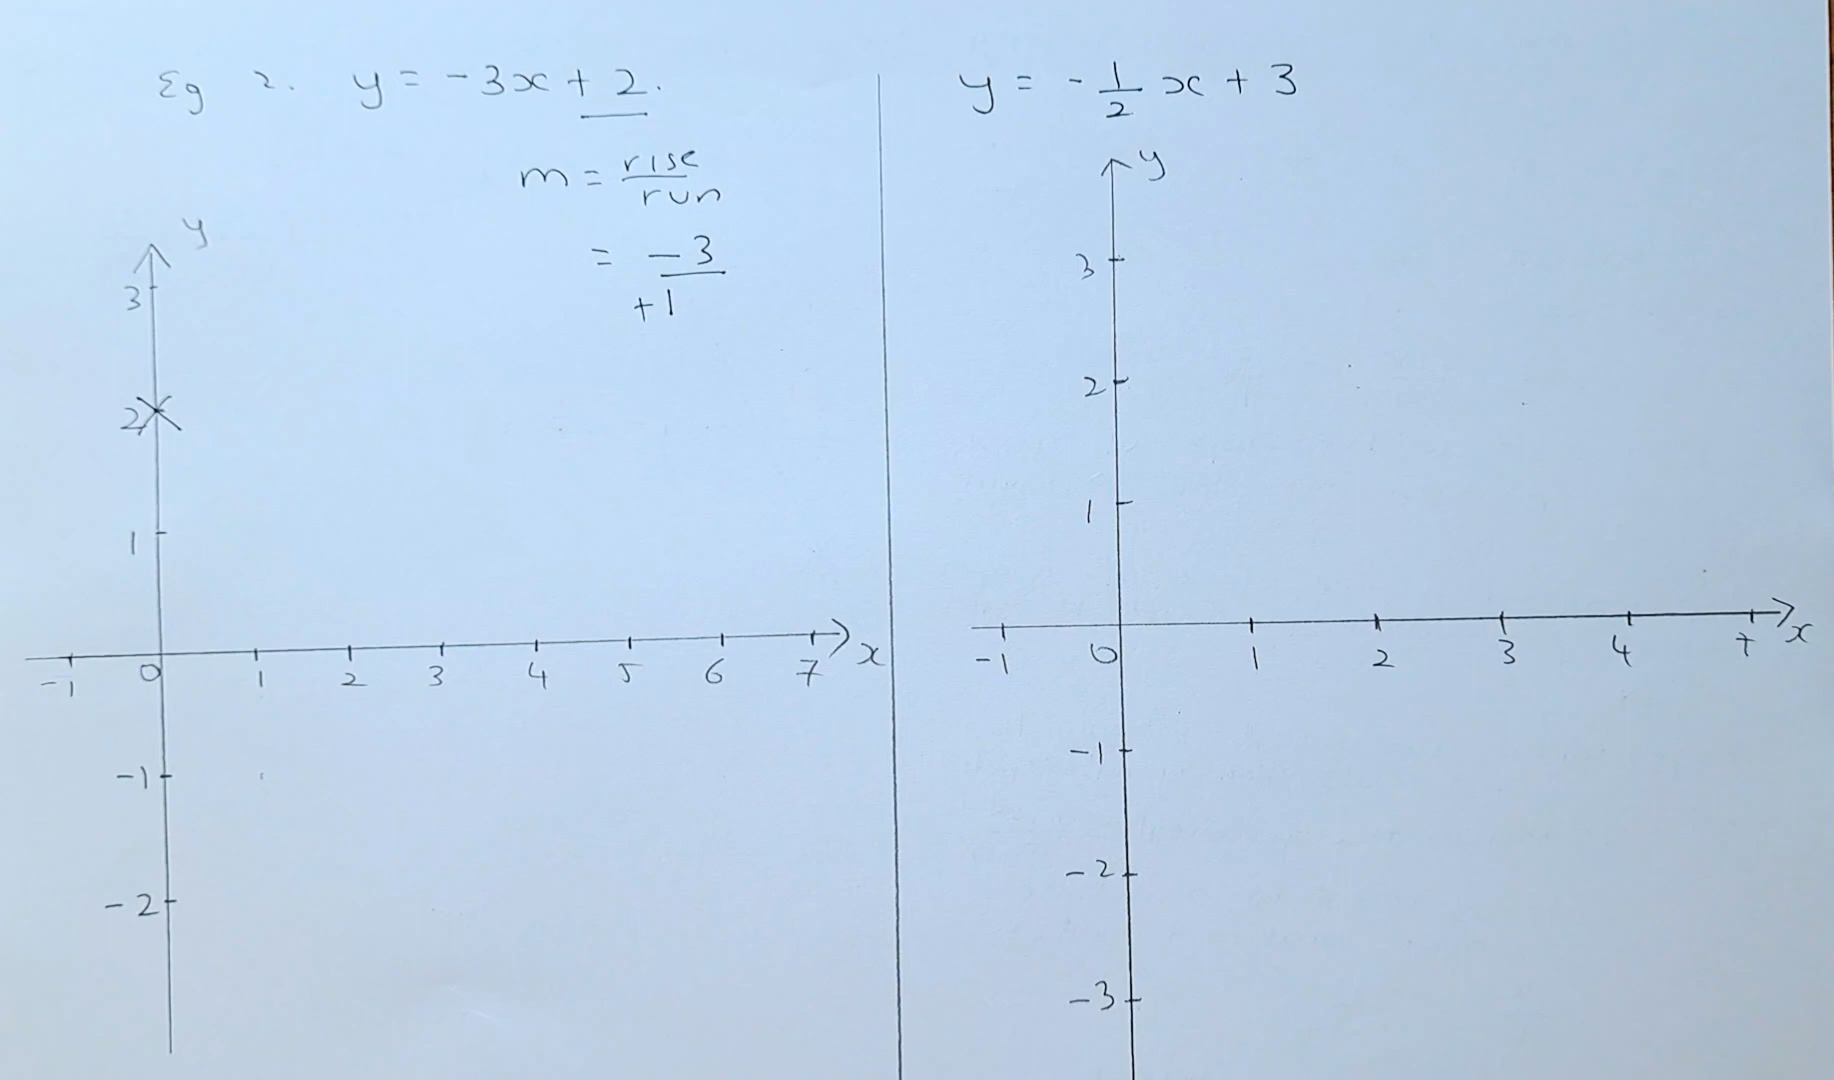 Eg 2. y = -3x + 2.
m = rise/run
= -3/+1
y
3
2
1
-1 0 1 2 3 4 5 6 7 x
-1
-2
y = -1/2 x + 3
y
3
2
1
-1 0 1 2 3 4 7 x
-1
-2
-3